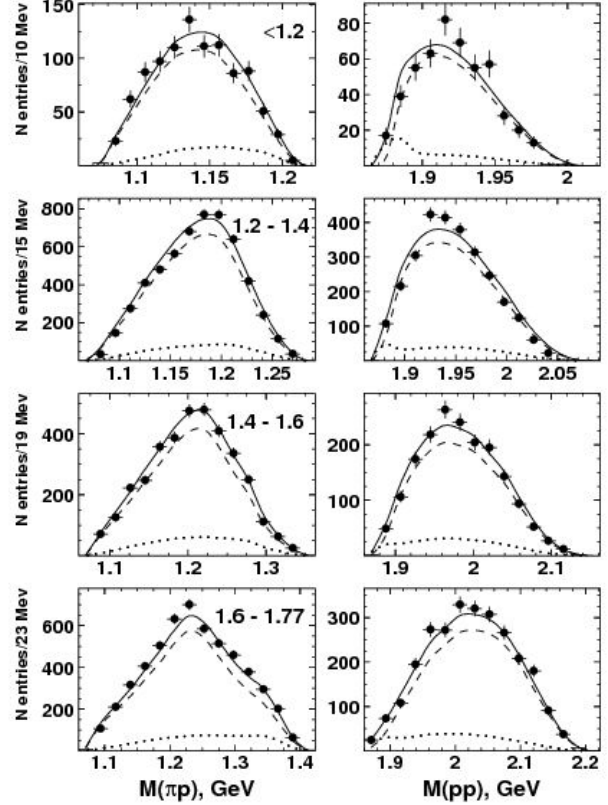 N entries/10 Mev
150 100 50 <1.2 80 60 40 20
1.1 1.15 1.2 1.9 1.95 2
N entries/15 Mev
800 600 400 200 1.2 - 1.4 400 300 200 100
1.1 1.15 1.2 1.25 1.9 1.95 2 2.05
N entries/19 Mev
400 200 1.4 - 1.6 200 100
1.1 1.2 1.3 1.9 2 2.1
N entries/23 Mev
600 400 200 1.6 - 1.77 300 200 100
1.1 1.2 1.3 1.4 1.9 2 2.1 2.2
M(πp), GeV M(pp), GeV